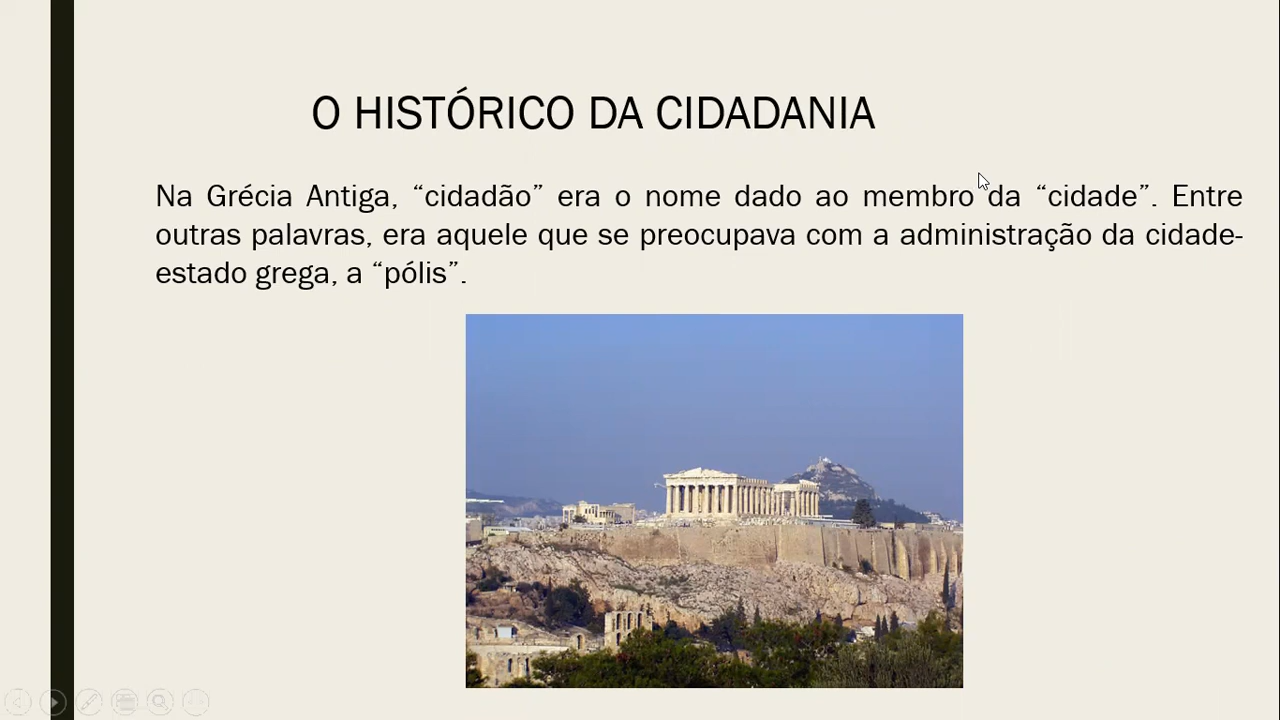 O HISTÓRICO DA CIDADANIA
Na Grécia Antiga, “cidadão” era o nome dado ao membro da “cidade”. Entre
outras palavras, era aquele que se preocupava com a administração da cidade-
estado grega, a “pólis”.